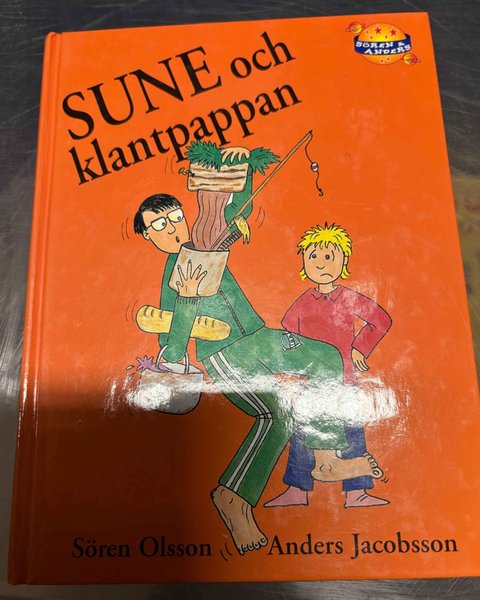 SÖREN &
ANDERS
SUNE och
klantpappan
Sören Olsson Anders Jacobsson